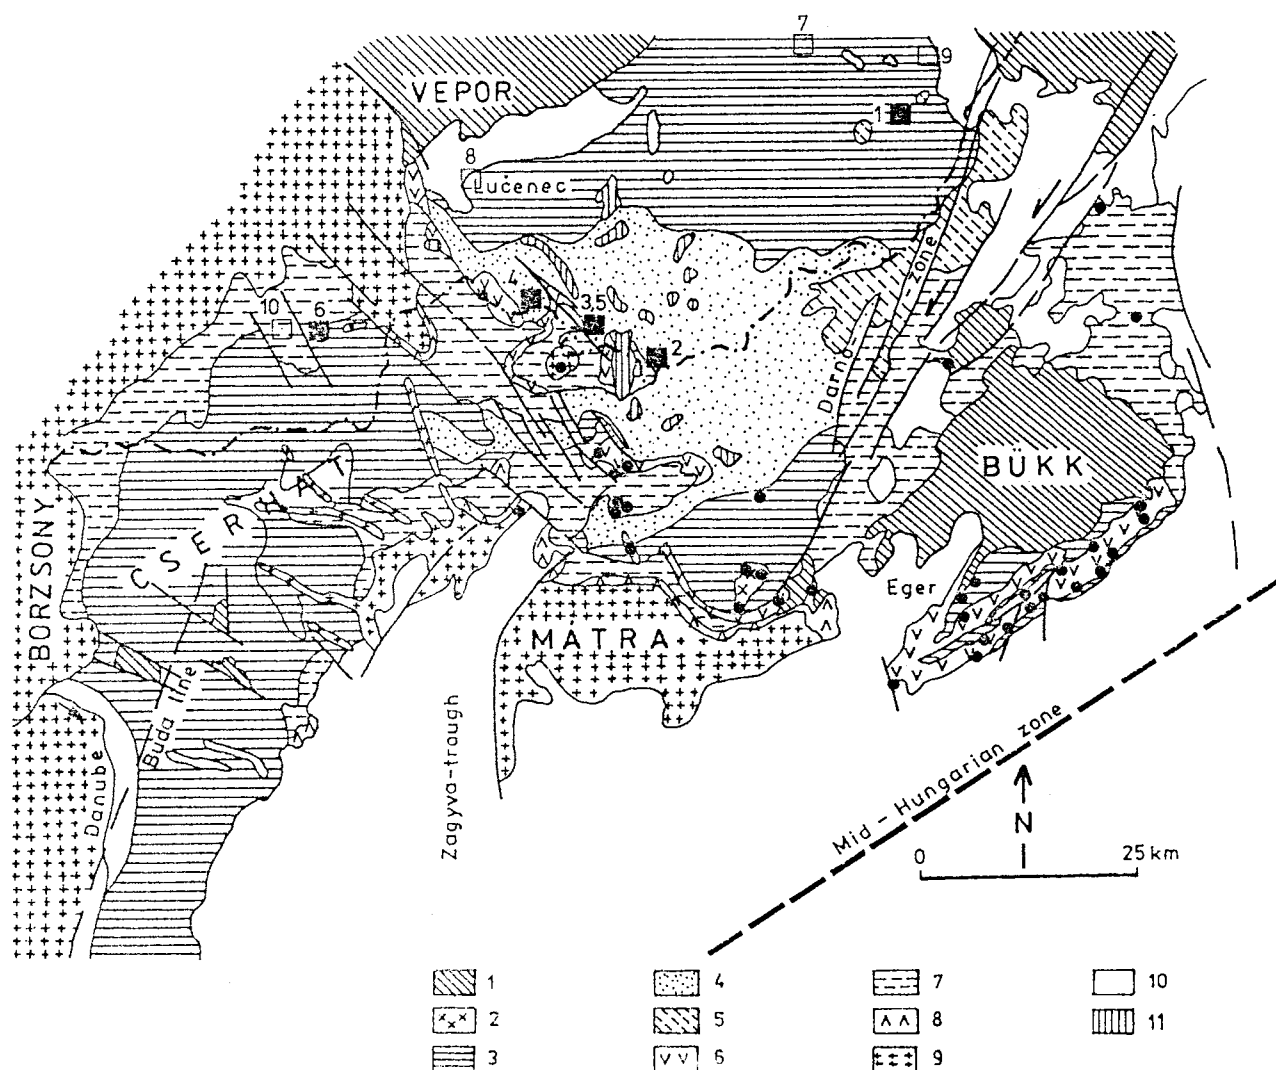 7
9
VEPOR
1
8
Lučenec
zone
4
3,5
10
6
2
Darnó
BÜKK
CSERHÁT
BORZSONY
Eger
MÁTRA
Buda line
Danube
Zagyva-trough
Mid-Hungarian zone
N
0 25 km
1 4 7 10
2 5 8 11
3 6 9